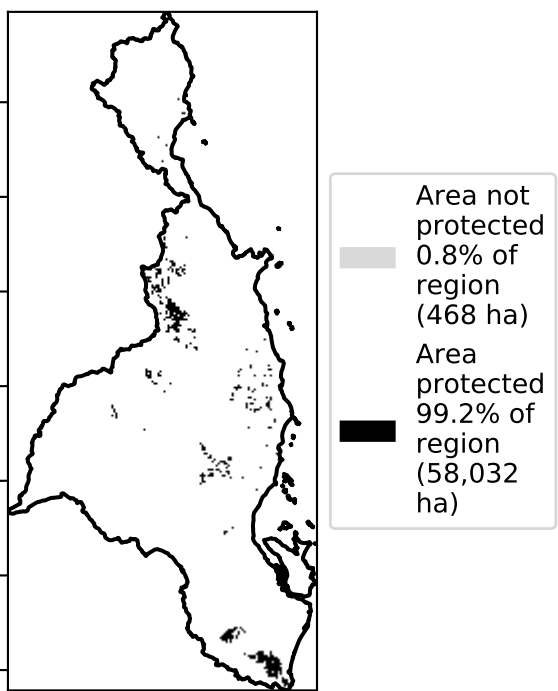 Area not
protected
0.8% of
region
(468 ha)
Area
protected
99.2% of
region
(58,032
ha)